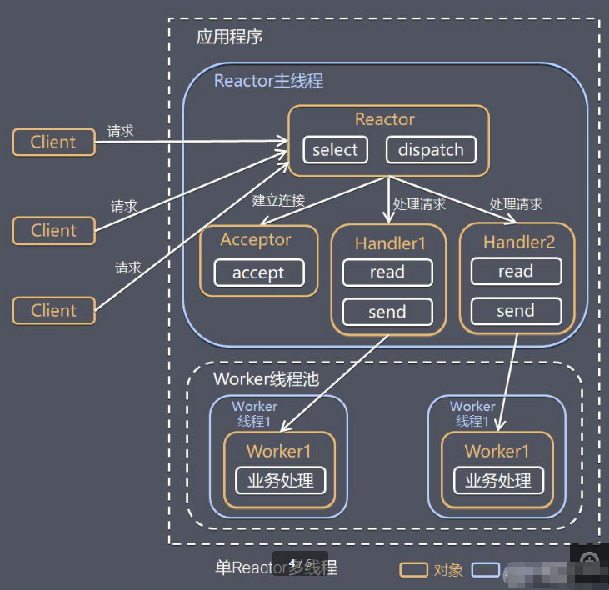 应用程序
Reactor主线程
Reactor
select
dispatch
Client
请求
Client
请求
Client
请求
建立连接
处理请求
处理请求
Acceptor
accept
Handler1
read
send
Handler2
read
send
Worker线程池
Worker
线程1
Worker1
业务处理
Worker
线程1
Worker1
业务处理
单Reactor多线程
对象